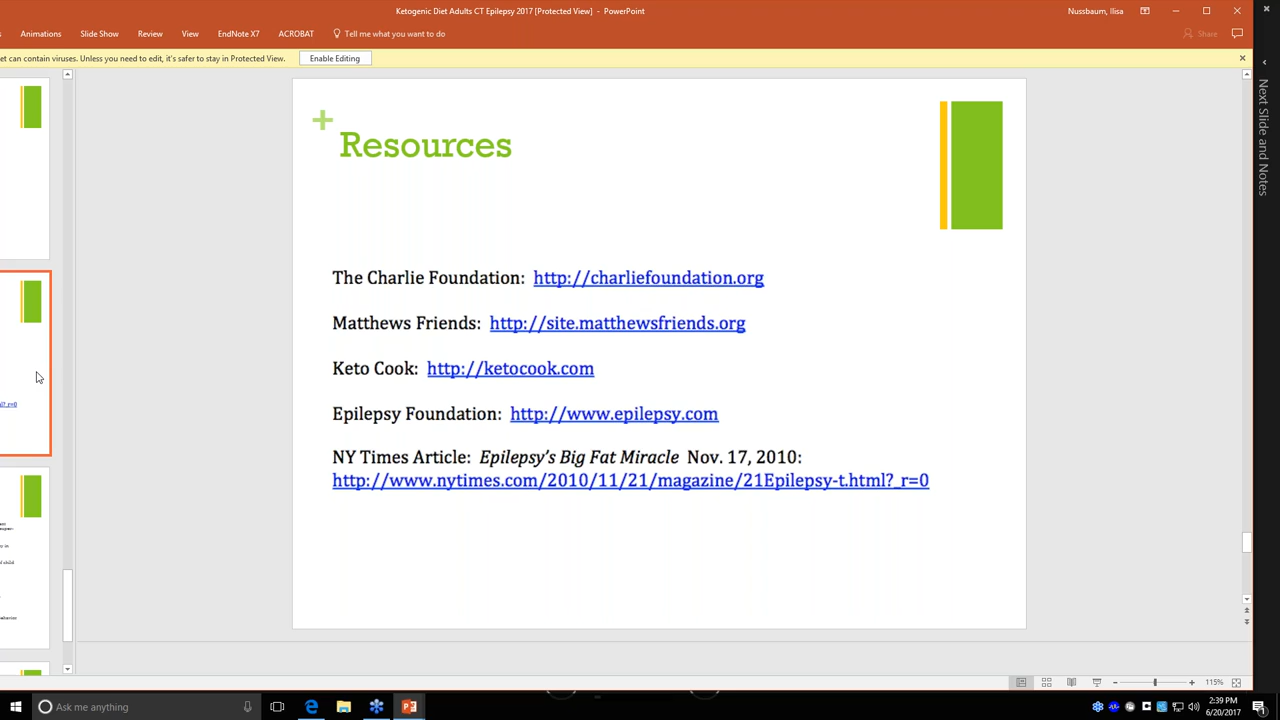 Ketogenic Diet Adults CT Epilepsy 2017 [Protected View] - PowerPoint
Nussbaum, Ilisa
Animations Slide Show Review View EndNote X7 ACROBAT Tell me what you want to do
Share
et can contain viruses. Unless you need to edit, it's safer to stay in Protected View. Enable Editing
Next Slide and Notes
+
Resources
The Charlie Foundation: http://charliefoundation.org
Matthews Friends: http://site.matthewsfriends.org
Keto Cook: http://ketocook.com
Epilepsy Foundation: http://www.epilepsy.com
NY Times Article: Epilepsy's Big Fat Miracle Nov. 17, 2010:
http://www.nytimes.com/2010/11/21/magazine/21Epilepsy-t.html?_r=0
115%
Ask me anything
2:39 PM
6/20/2017